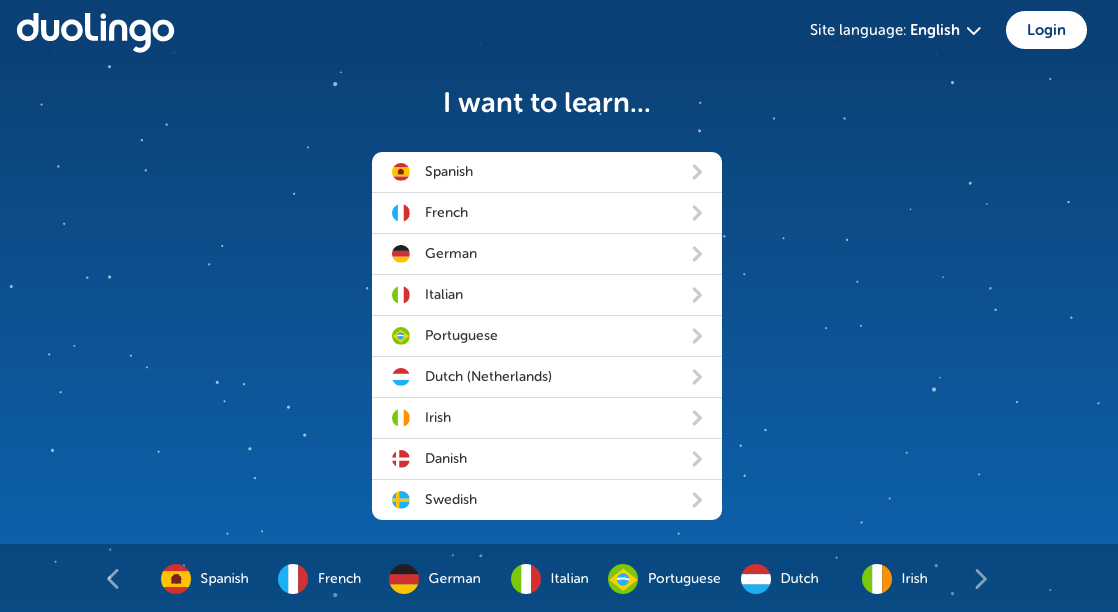 duolingo
Site language: English
Login
I want to learn...
Spanish
French
German
Italian
Portuguese
Dutch (Netherlands)
Irish
Danish
Swedish
Spanish French German Italian Portuguese Dutch Irish